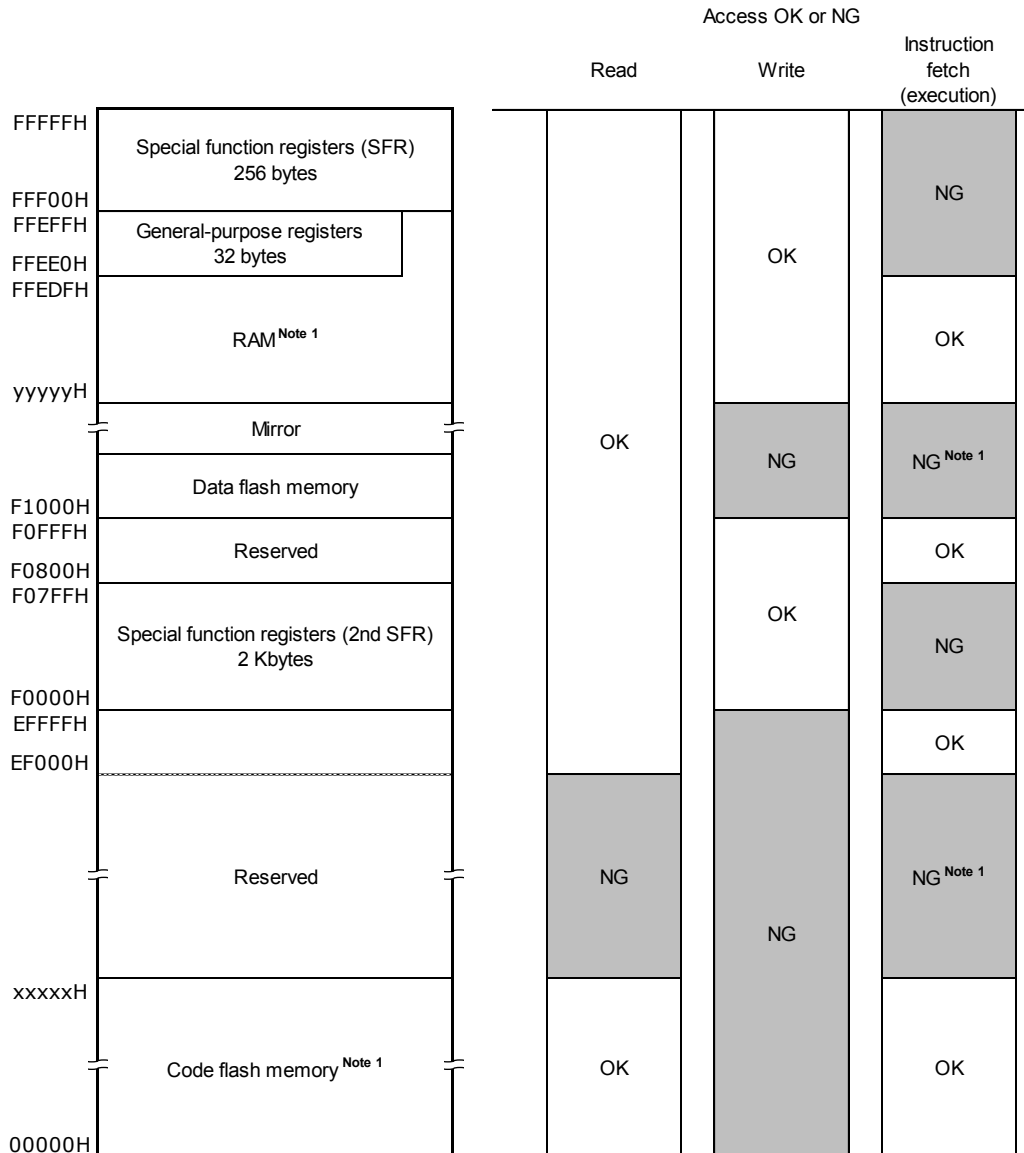 Access OK or NG
Read
Write
Instruction
fetch
(execution)
FFFFFH
Special function registers (SFR)
256 bytes
NG
FFF00H
FFEFFH
General-purpose registers
32 bytes
OK
FFEE0H
FFEDFH
RAM Note 1
OK
yyyyyH
Mirror
OK
NG
NG Note 1
Data flash memory
F1000H
F0FFFH
Reserved
OK
F0800H
F07FFH
OK
Special function registers (2nd SFR)
2 Kbytes
NG
F0000H
EFFFFH
OK
EF000H
Reserved
NG
NG Note 1
NG
xxxxxH
Code flash memory Note 1
OK
OK
00000H